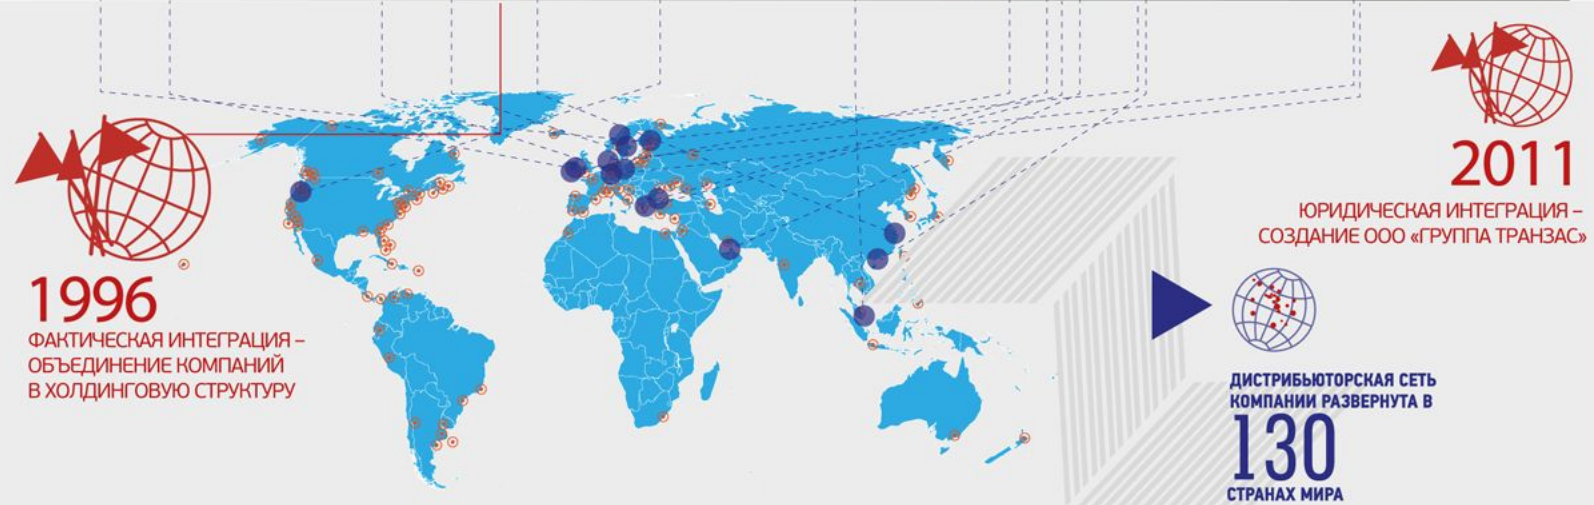 1996
ФАКТИЧЕСКАЯ ИНТЕГРАЦИЯ –
ОБЪЕДИНЕНИЕ КОМПАНИЙ
В ХОЛДИНГОВУЮ СТРУКТУРУ
2011
ЮРИДИЧЕСКАЯ ИНТЕГРАЦИЯ –
СОЗДАНИЕ ООО «ГРУППА ТРАНЗАС»
ДИСТРИБЬЮТОРСКАЯ СЕТЬ
КОМПАНИИ РАЗВЕРНУТА В
130
СТРАНАХ МИРА